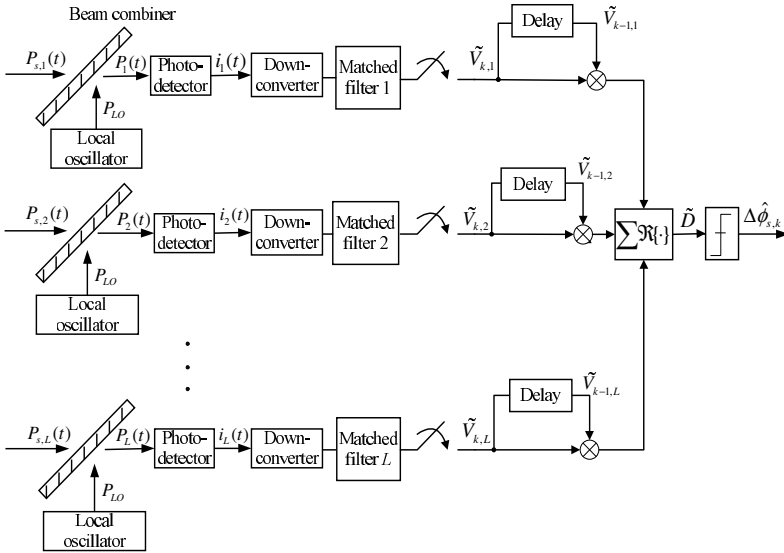 Beam combiner
P_{s,1}(t)
P_1(t)
Photo-
detector
i_1(t)
Down-
converter
Matched
filter 1
Ṽ_{k,1}
Delay
Ṽ_{k-1,1}
P_{LO}
Local
oscillator
P_{s,2}(t)
P_2(t)
Photo-
detector
i_2(t)
Down-
converter
Matched
filter 2
Ṽ_{k,2}
Delay
Ṽ_{k-1,2}
P_{LO}
Local
oscillator
∑ℜ{·}
D̃
Δφ̂_{s,k}
P_{s,L}(t)
P_L(t)
Photo-
detector
i_L(t)
Down-
converter
Matched
filter L
Ṽ_{k,L}
Delay
Ṽ_{k-1,L}
P_{LO}
Local
oscillator